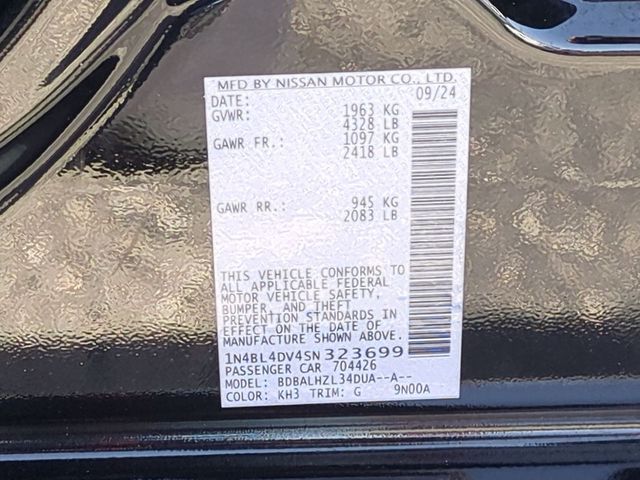 MFD BY NISSAN MOTOR CO., LTD.
DATE: 09/24
GVWR: 1963 KG
4328 LB
GAWR FR.: 1097 KG
2418 LB
GAWR RR.: 945 KG
2083 LB
THIS VEHICLE CONFORMS TO
ALL APPLICABLE FEDERAL
MOTOR VEHICLE SAFETY,
BUMPER, AND THEFT
PREVENTION STANDARDS IN
EFFECT ON THE DATE OF
MANUFACTURE SHOWN ABOVE.
1N4BL4DV4SN323699
PASSENGER CAR 704426
MODEL: BDBALHZL34DUA--A--
COLOR: KH3 TRIM: G 9N00A